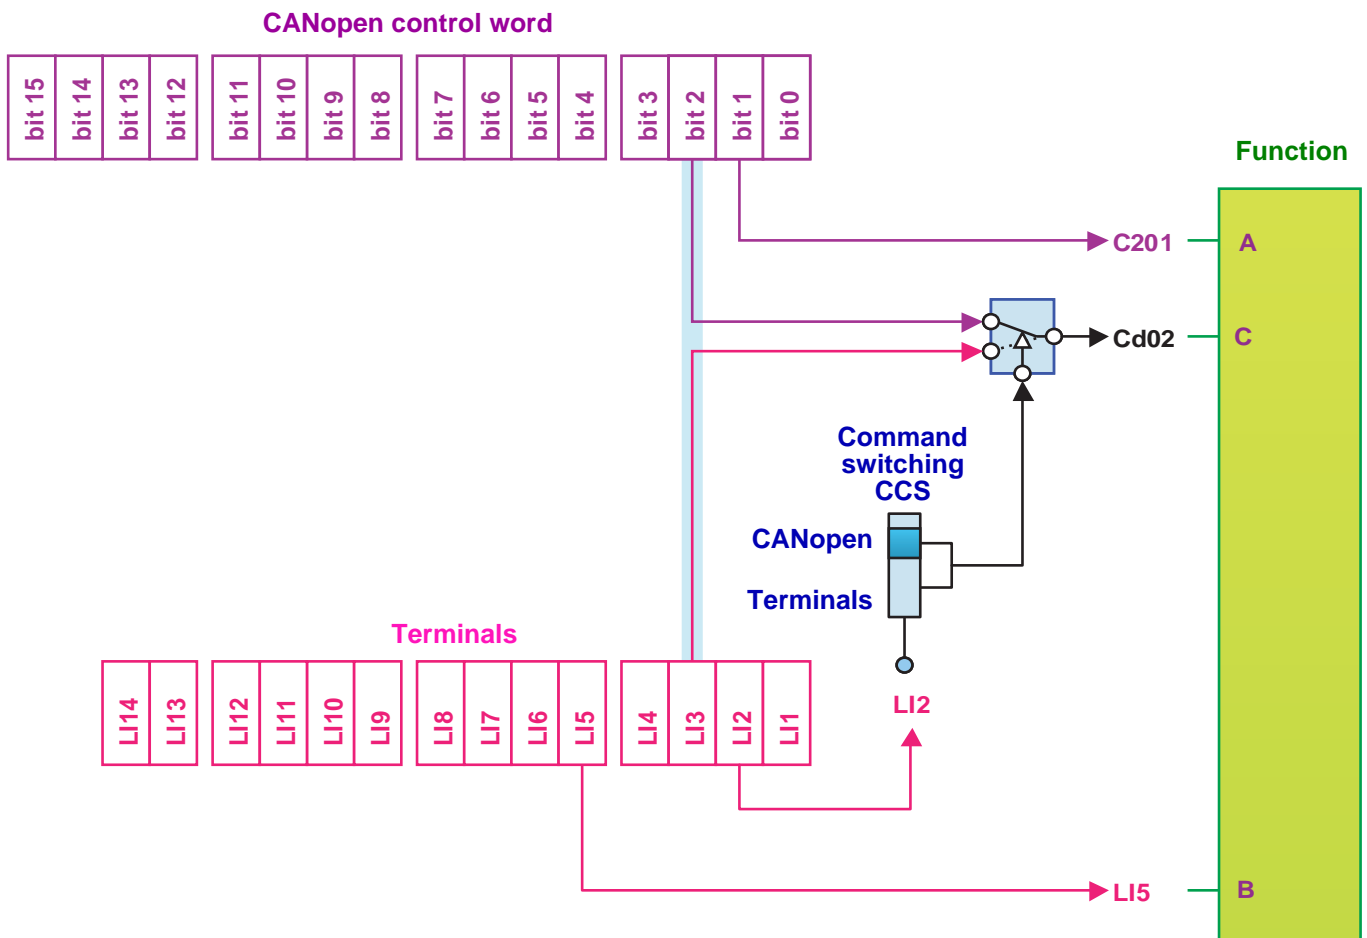 CANopen control word
bit 15
bit 14
bit 13
bit 12
bit 11
bit 10
bit 9
bit 8
bit 7
bit 6
bit 5
bit 4
bit 3
bit 2
bit 1
bit 0
Function
C201
A
Cd02
C
Command
switching
CCS
CANopen
Terminals
Terminals
LI14
LI13
LI12
LI11
LI10
LI9
LI8
LI7
LI6
LI5
LI4
LI3
LI2
LI1
LI2
LI5
B